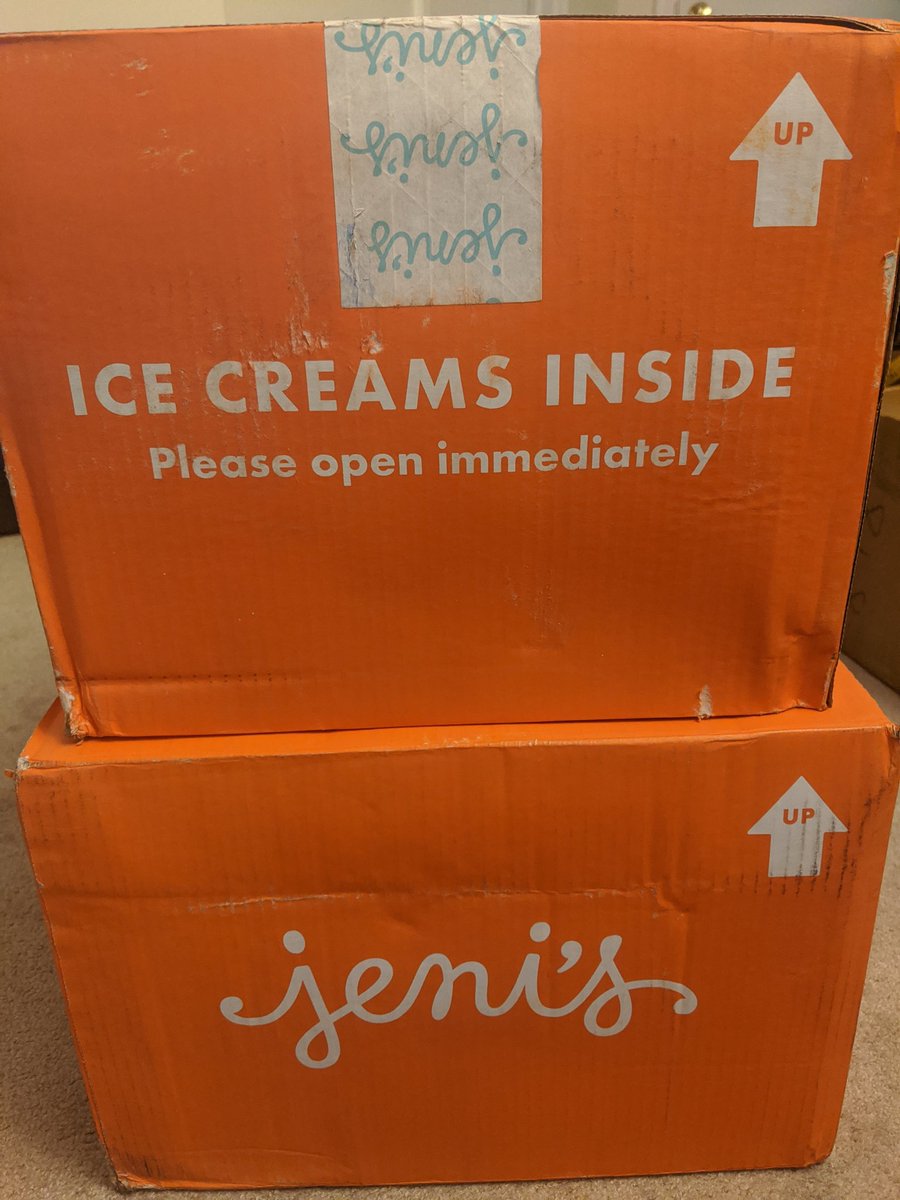 jeni's
jeni's
jeni's
UP
ICE CREAMS INSIDE
Please open immediately
UP
jeni's